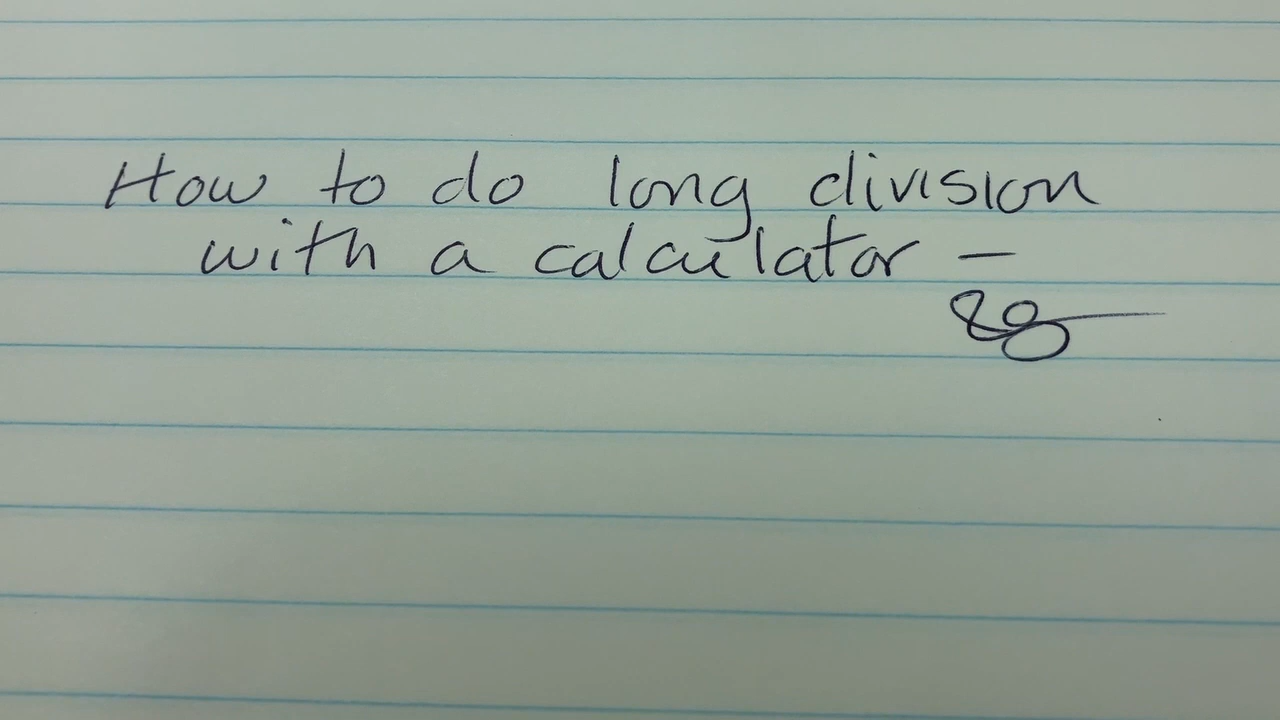 How to do long division
with a calculator –